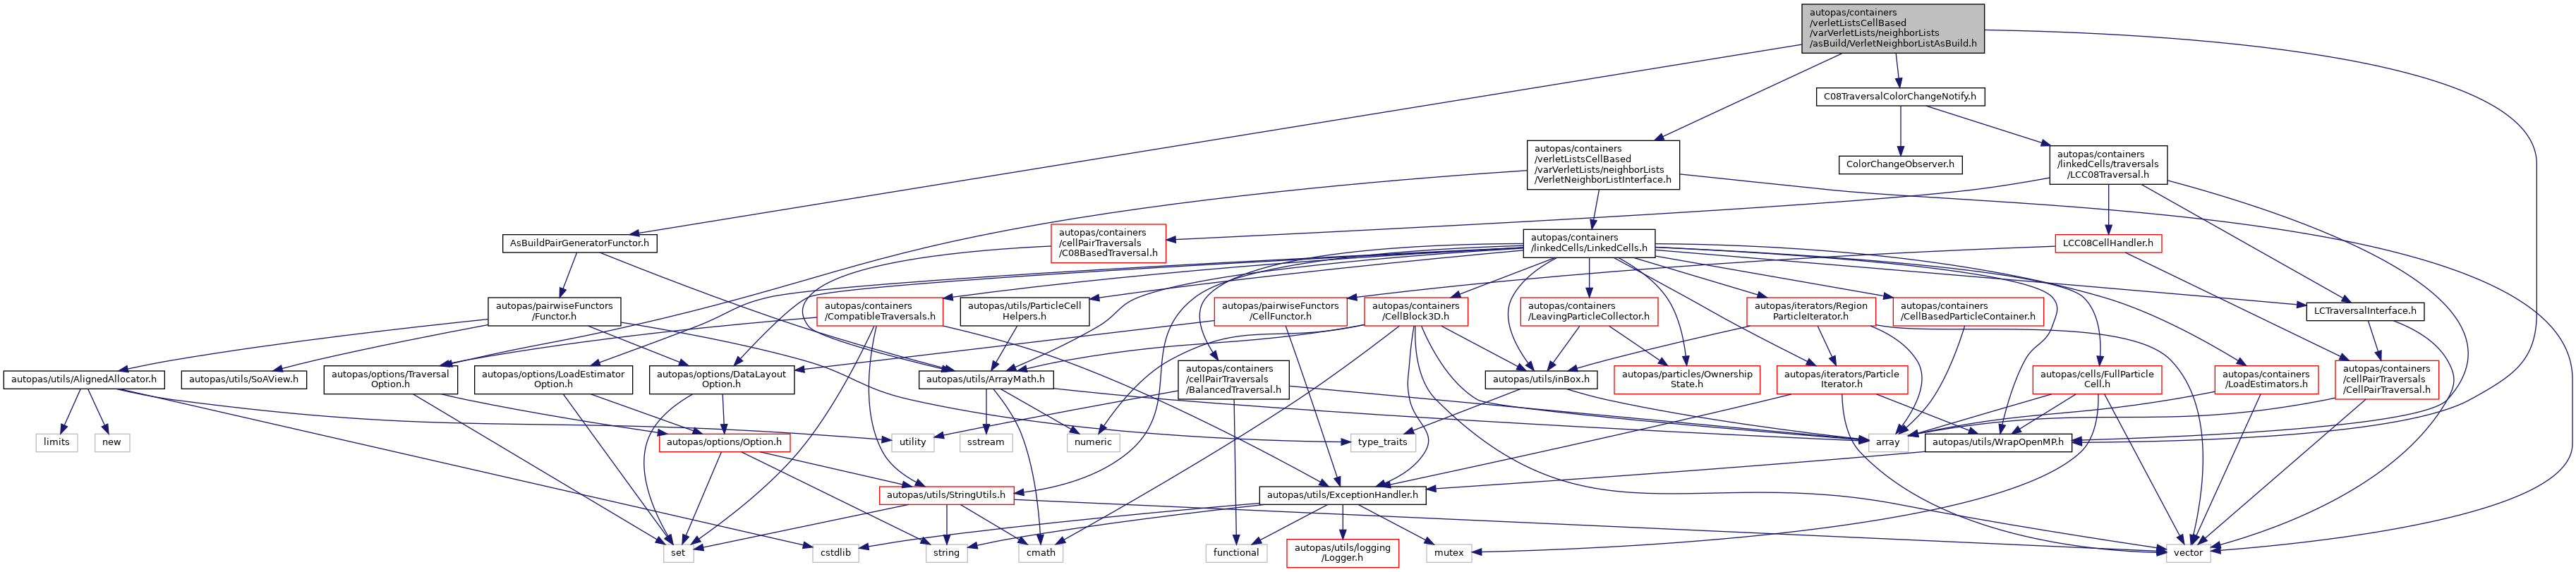 autopas/containers
/verletListsCellBased
/varVerletLists/neighborLists
/asBuild/VerletNeighborListAsBuild.h
C08TraversalColorChangeNotify.h
autopas/containers
/verletListsCellBased
/varVerletLists/neighborLists
/VerletNeighborListInterface.h
ColorChangeObserver.h
autopas/containers
/linkedCells/traversals
/LCC08Traversal.h
AsBuildPairGeneratorFunctor.h
autopas/containers
/cellPairTraversals
/C08BasedTraversal.h
autopas/containers
/linkedCells/LinkedCells.h
LCC08CellHandler.h
autopas/pairwiseFunctors
/Functor.h
autopas/containers
/CompatibleTraversals.h
autopas/utils/ParticleCell
Helpers.h
autopas/pairwiseFunctors
/CellFunctor.h
autopas/containers
/CellBlock3D.h
autopas/containers
/LeavingParticleCollector.h
autopas/iterators/Region
ParticleIterator.h
autopas/containers
/CellBasedParticleContainer.h
LCTraversalInterface.h
autopas/utils/AlignedAllocator.h
autopas/utils/SoAView.h
autopas/options/Traversal
Option.h
autopas/options/LoadEstimator
Option.h
autopas/options/DataLayout
Option.h
autopas/utils/ArrayMath.h
autopas/containers
/cellPairTraversals
/BalancedTraversal.h
autopas/utils/inBox.h
autopas/particles/Ownership
State.h
autopas/iterators/Particle
Iterator.h
autopas/cells/FullParticle
Cell.h
autopas/containers
/LoadEstimators.h
autopas/containers
/cellPairTraversals
/CellPairTraversal.h
limits
new
autopas/options/Option.h
utility
sstream
numeric
type_traits
array
autopas/utils/WrapOpenMP.h
autopas/utils/StringUtils.h
autopas/utils/ExceptionHandler.h
set
cstdlib
string
cmath
functional
autopas/utils/logging
/Logger.h
mutex
vector